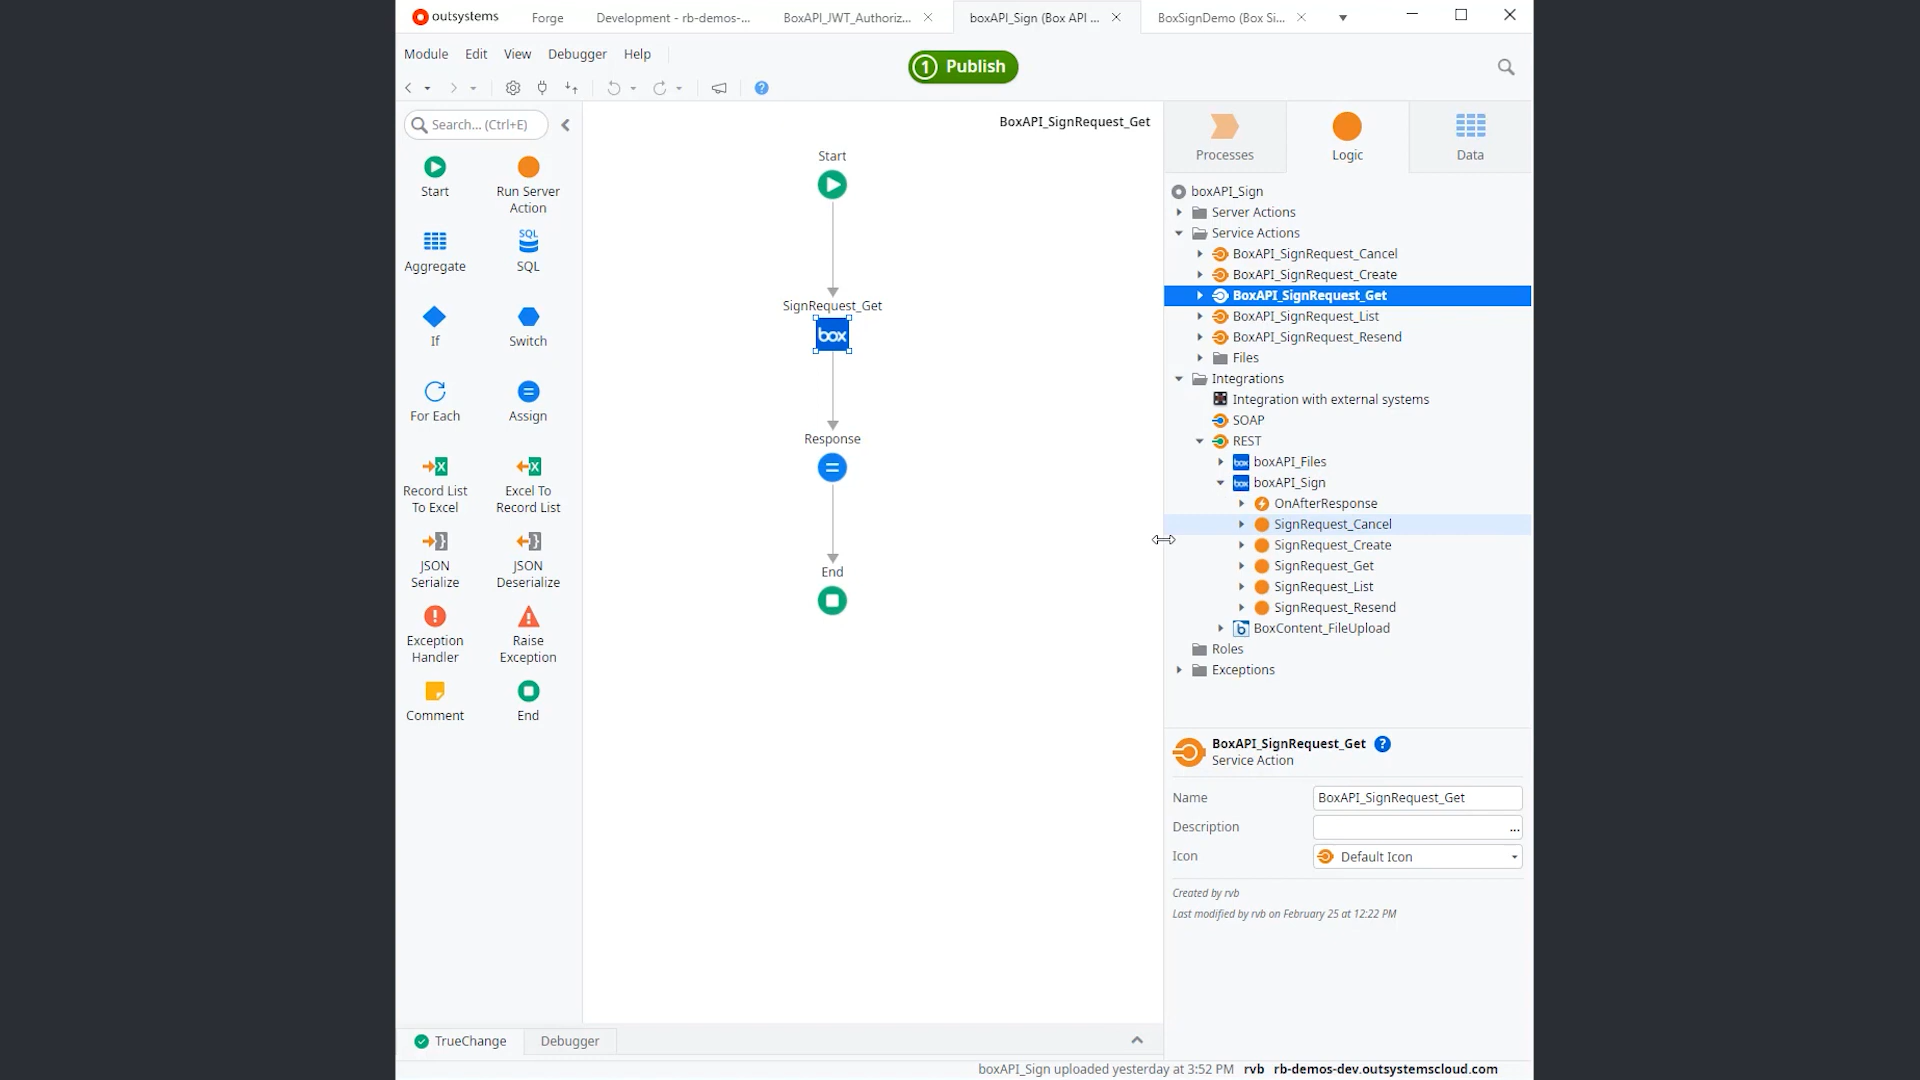 outsystems
Forge
Development - rb-demos-...
BoxAPI_JWT_Authoriz...
boxAPI_Sign (Box API ...
BoxSignDemo (Box Si...
Module
Edit
View
Debugger
Help
1
Publish
Search... (Ctrl+E)
Start
Run Server
Action
Aggregate
SQL
SQL
If
Switch
For Each
Assign
Record List
To Excel
Excel To
Record List
JSON
Serialize
JSON
Deserialize
Exception
Handler
Raise
Exception
Comment
End
BoxAPI_SignRequest_Get
Start
SignRequest_Get
box
Response
End
Processes
Logic
Data
boxAPI_Sign
Server Actions
Service Actions
BoxAPI_SignRequest_Cancel
BoxAPI_SignRequest_Create
BoxAPI_SignRequest_Get
BoxAPI_SignRequest_List
BoxAPI_SignRequest_Resend
Files
Integrations
Integration with external systems
SOAP
REST
box boxAPI_Files
box boxAPI_Sign
OnAfterResponse
SignRequest_Cancel
SignRequest_Create
SignRequest_Get
SignRequest_List
SignRequest_Resend
b BoxContent_FileUpload
Roles
Exceptions
BoxAPI_SignRequest_Get ?
Service Action
Name
BoxAPI_SignRequest_Get
Description
...
Icon
Default Icon
Created by rvb
Last modified by rvb on February 25 at 12:22 PM
TrueChange
Debugger
boxAPI_Sign uploaded yesterday at 3:52 PM rvb rb-demos-dev.outsystemscloud.com